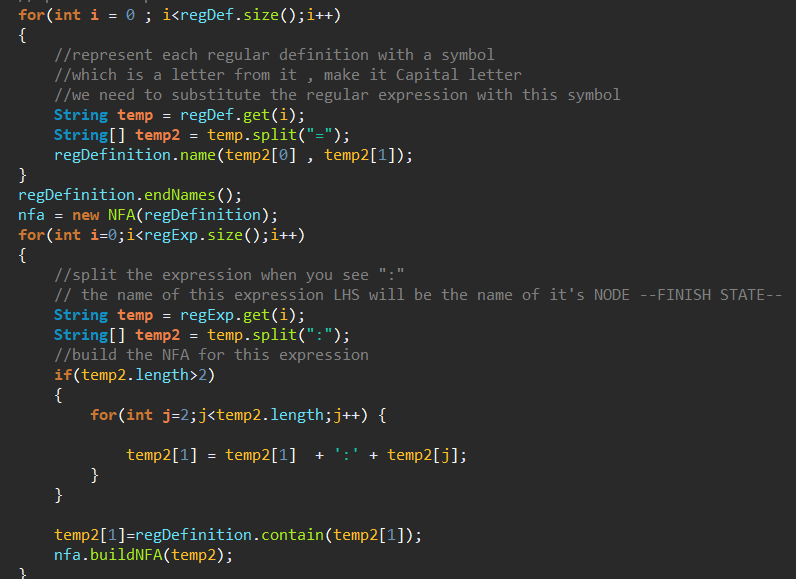 for(int i = 0 ; i<regDef.size();i++)
{
//represent each regular definition with a symbol
//which is a letter from it , make it Capital letter
//we need to substitute the regular expression with this symbol
String temp = regDef.get(i);
String[] temp2 = temp.split("=");
regDefinition.name(temp2[0] , temp2[1]);
}
regDefinition.endNames();
nfa = new NFA(regDefinition);
for(int i=0;i<regExp.size();i++)
{
//split the expression when you see ":"
// the name of this expression LHS will be the name of it's NODE --FINISH STATE--
String temp = regExp.get(i);
String[] temp2 = temp.split(":");
//build the NFA for this expression
if(temp2.length>2)
{
for(int j=2;j<temp2.length;j++) {
temp2[1] = temp2[1]  + ':' + temp2[j];
}
}
temp2[1]=regDefinition.contain(temp2[1]);
nfa.buildNFA(temp2);
}